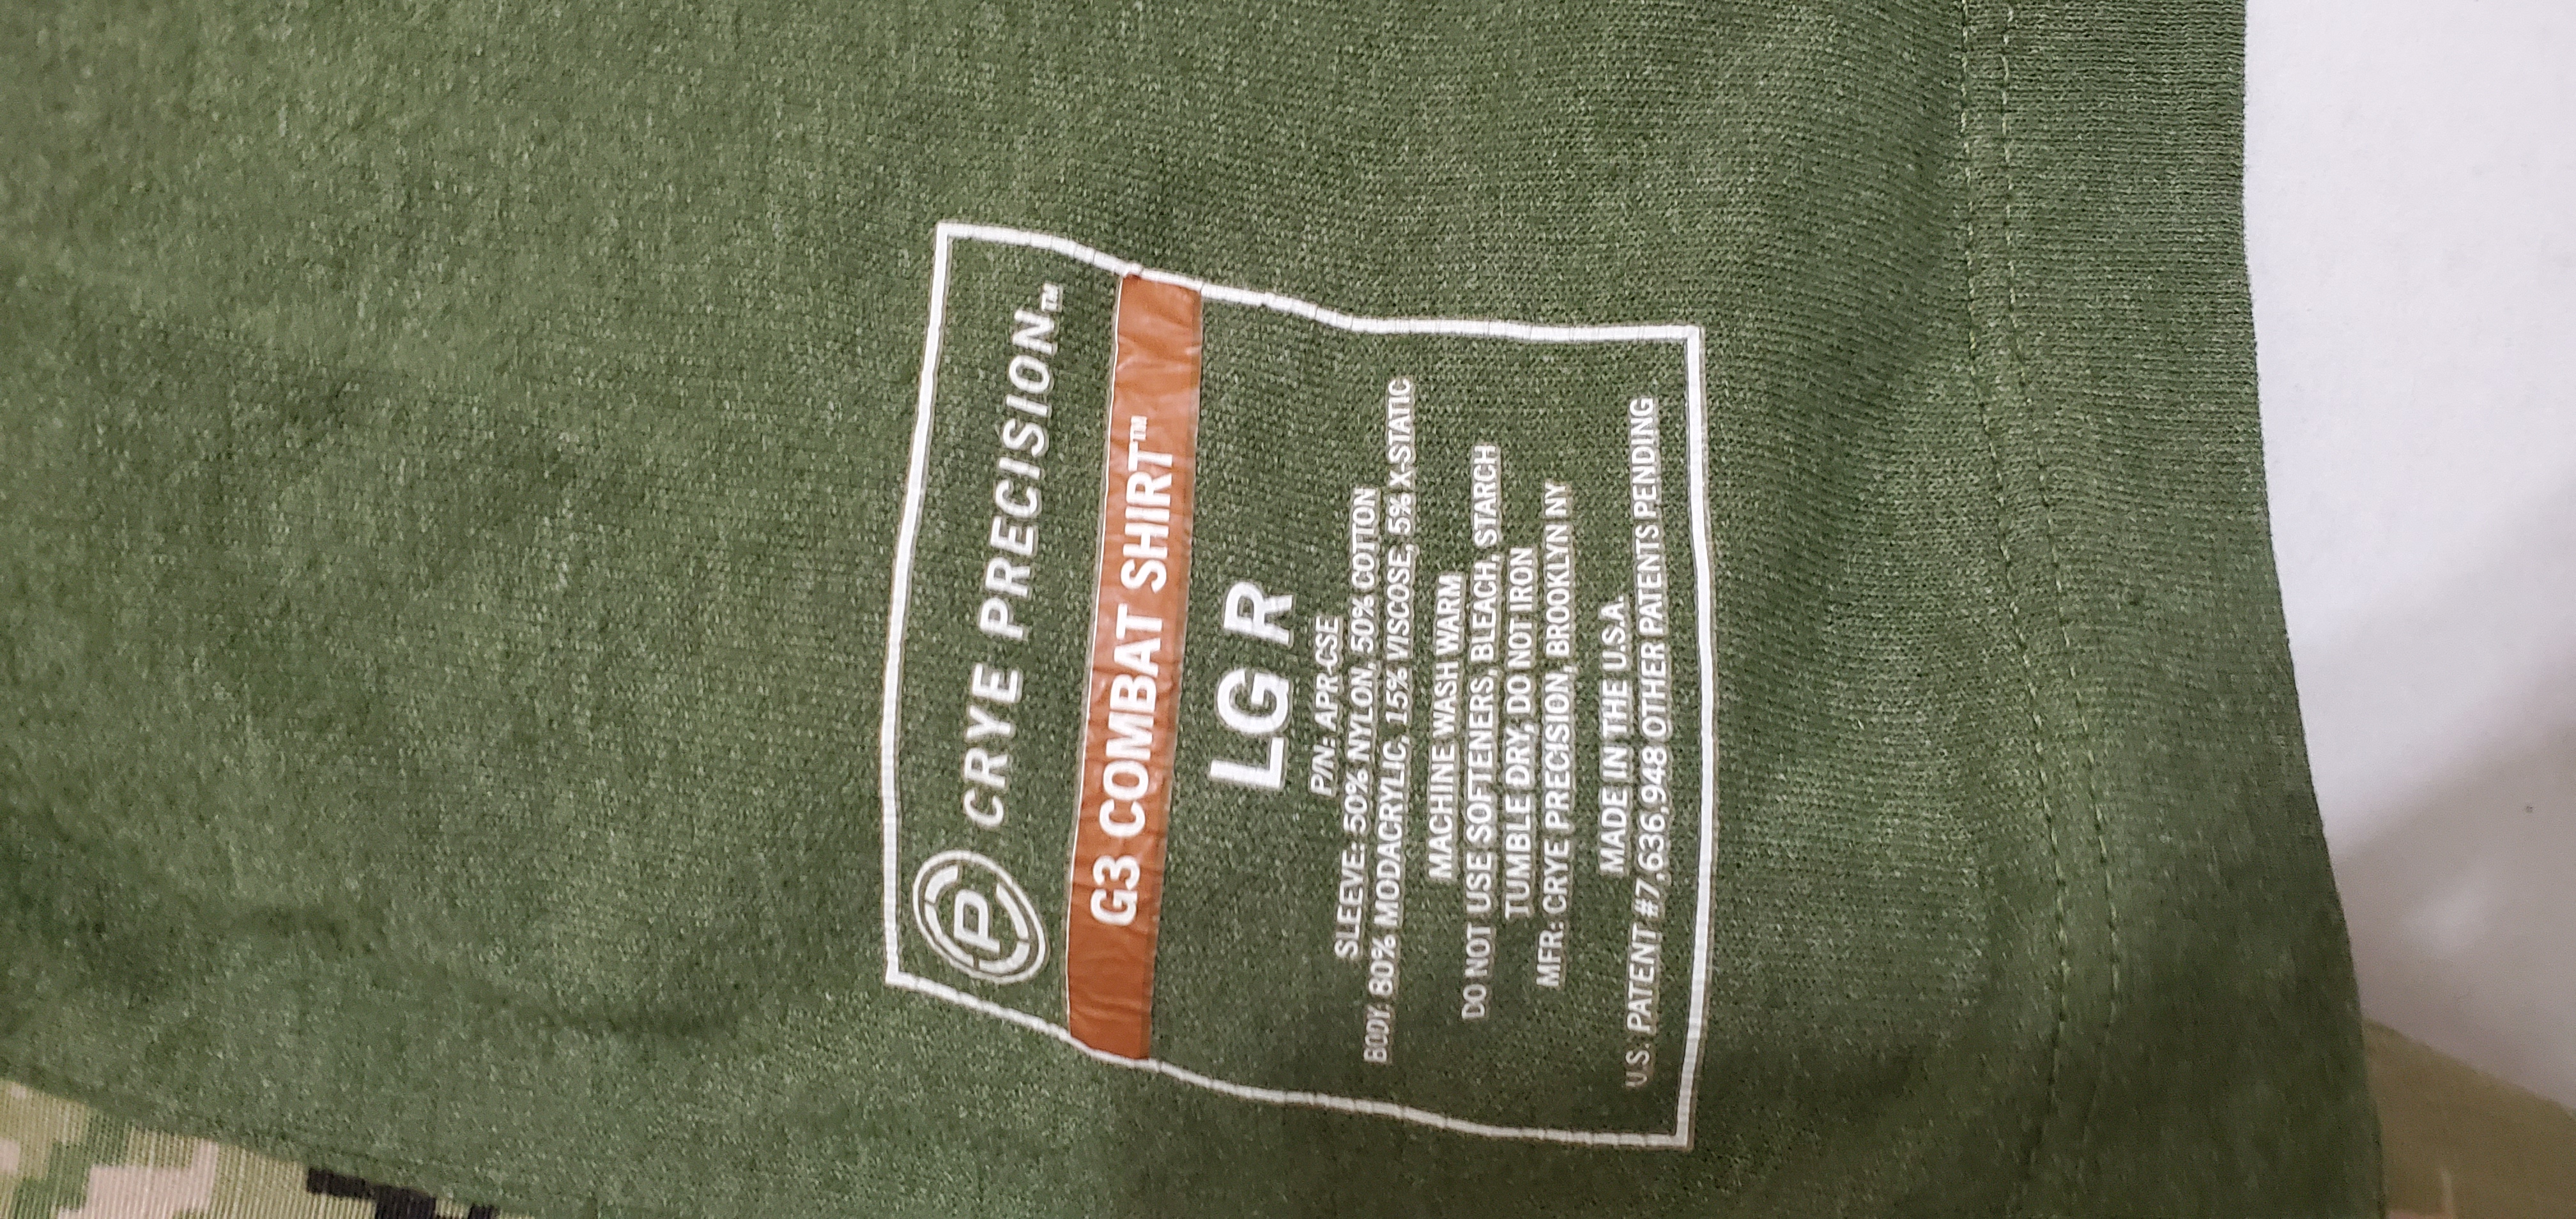 P CRYE PRECISION™
G3 COMBAT SHIRT™
LG R
P/N: APR-CSE
SLEEVE: 50% NYLON, 50% COTTON
BODY: 80% MODACRYLIC, 15% VISCOSE, 5% X-STATIC
MACHINE WASH WARM
DO NOT USE SOFTENERS, BLEACH, STARCH
TUMBLE DRY, DO NOT IRON
MFR: CRYE PRECISION, BROOKLYN NY
MADE IN THE U.S.A.
U.S. PATENT #7,636,948 OTHER PATENTS PENDING